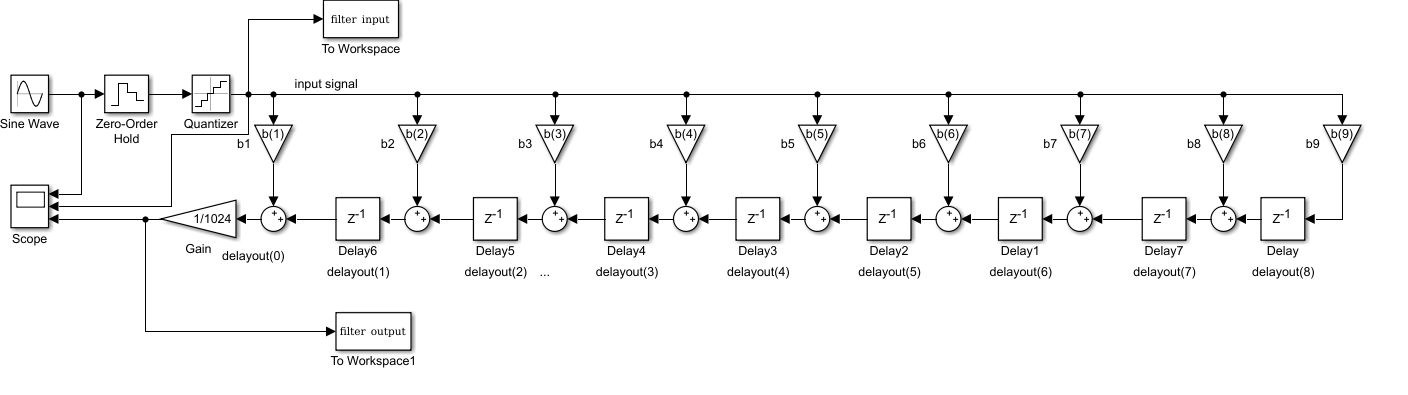 filter input
To Workspace
input signal
Sine Wave
Zero-Order
Hold
Quantizer
b(1)
b(2)
b(3)
b(4)
b(5)
b(6)
b(7)
b(8)
b(9)
b1
b2
b3
b4
b5
b6
b7
b8
b9
Scope
1/1024
Gain
+
+
delayout(0)
Z-1
Delay6
delayout(1)
+
+
Z-1
Delay5
delayout(2) ...
+
+
Z-1
Delay4
delayout(3)
+
+
Z-1
Delay3
delayout(4)
+
+
Z-1
Delay2
delayout(5)
+
+
Z-1
Delay1
delayout(6)
+
+
Z-1
Delay7
delayout(7)
+
+
Z-1
Delay
delayout(8)
filter output
To Workspace1